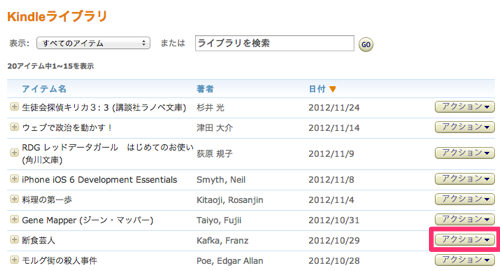 Kindleライブラリ
表示: すべてのアイテム または ライブラリを検索 GO
20アイテム中1~15を表示
アイテム名 著者 日付
生徒会探偵キリカ3: 3 (講談社ラノベ文庫) 杉井 光 2012/11/24 アクション
ウェブで政治を動かす！ 津田 大介 2012/11/14 アクション
RDG レッドデータガール　はじめてのお使い (角川文庫) 荻原 規子 2012/11/9 アクション
iPhone iOS 6 Development Essentials Smyth, Neil 2012/11/8 アクション
料理の第一歩 Kitaoji, Rosanjin 2012/11/4 アクション
Gene Mapper (ジーン・マッパー) Taiyo, Fujii 2012/10/31 アクション
断食芸人 Kafka, Franz 2012/10/29 アクション
モルグ街の殺人事件 Poe, Edgar Allan 2012/10/28 アクション